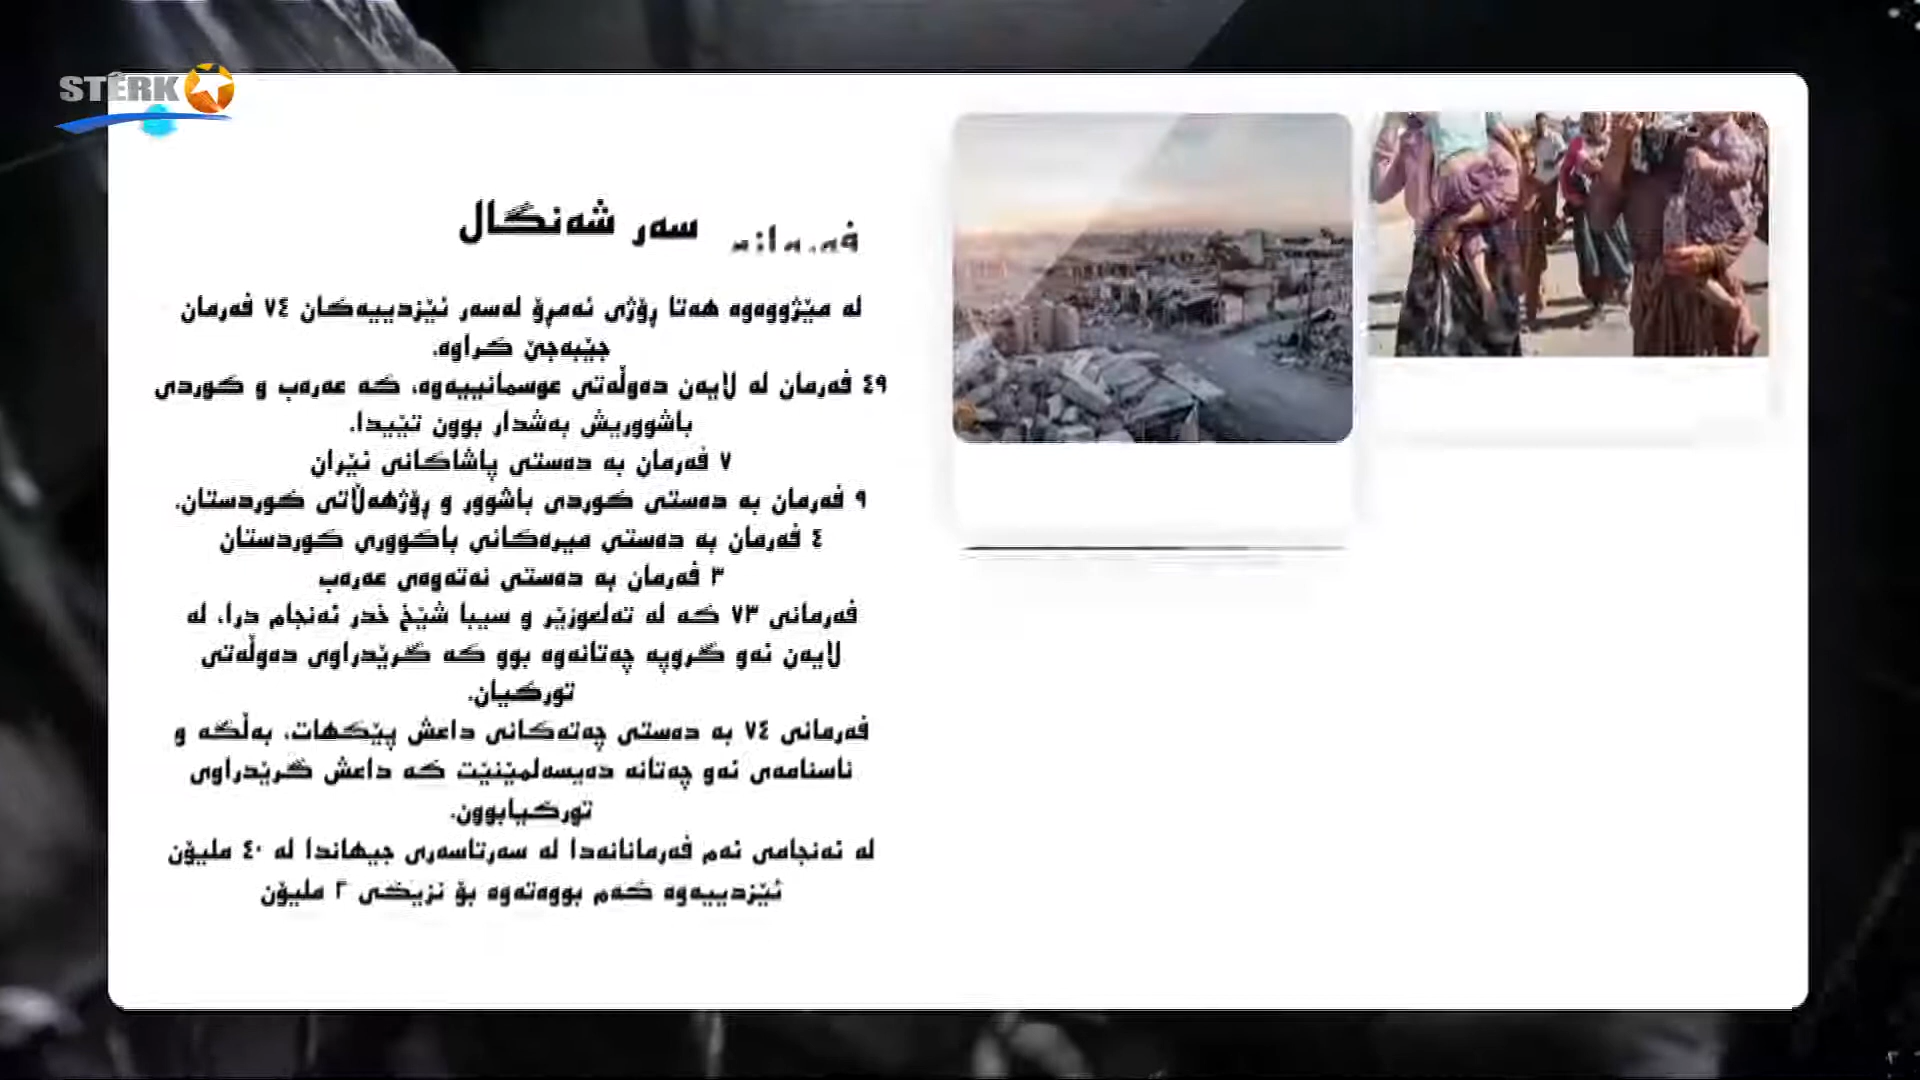 STÊRK
سەر شەنگال
لە مێژووەوە هەتا ڕۆژی ئەمڕۆ لەسەر ئێزدییەکان ٧٤ فەرمان
جێبەجێ کراوە.
٤٩ فەرمان لە لایەن دەوڵەتی عوسمانییەوە، کە عەرەب و کوردی
باشووریش بەشدار بوون تێیدا.
٧ فەرمان بە دەستی پاشاکانی ئێران
٩ فەرمان بە دەستی کوردی باشوور و ڕۆژهەڵاتی کوردستان.
٤ فەرمان بە دەستی میرەکانی باکووری کوردستان
٣ فەرمان بە دەستی نەتەوەی عەرەب
فەرمانی ٧٣ کە لە تەلعوزێر و سیبا شێخ خدر ئەنجام درا، لە
لایەن ئەو گروپە چەتانەوە بوو کە گرێدراوی دەوڵەتی
تورکیان.
فەرمانی ٧٤ بە دەستی چەتەکانی داعش پێکهات، بەڵگە و
ناسنامەی ئەو چەتانە دەیسەلمێنێت کە داعش گرێدراوی
تورکیابوون.
لە ئەنجامی ئەم فەرمانانەدا لە سەرتاسەری جیهاندا لە ٤٠ ملیۆن
ئێزدییەوە کەم بووەتەوە بۆ نزیکی ٢ ملیۆن